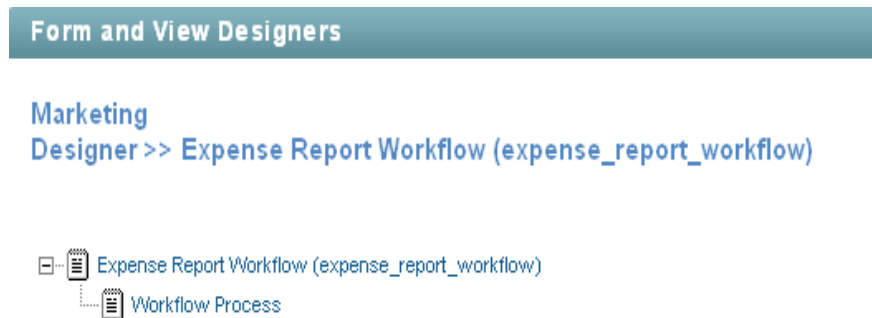 Form and View Designers
Marketing
Designer >> Expense Report Workflow (expense_report_workflow)
Expense Report Workflow (expense_report_workflow)
Workflow Process